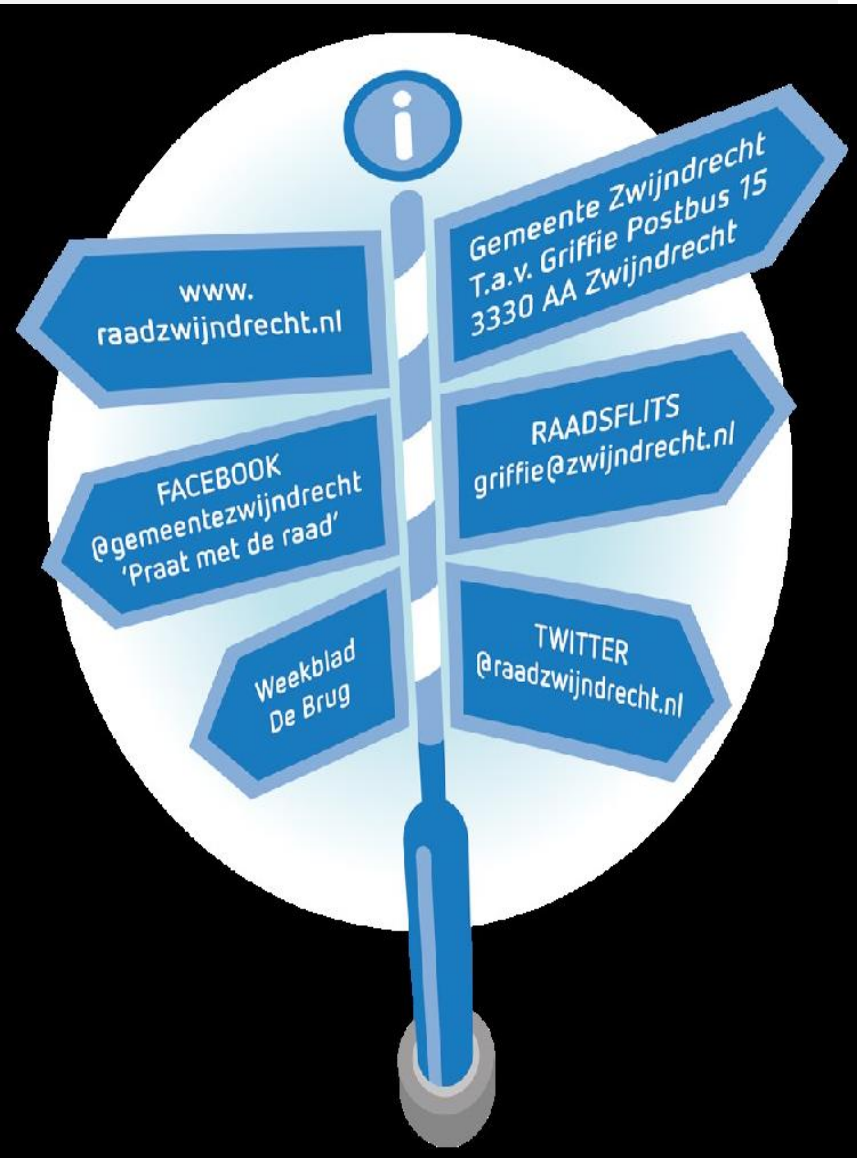 i
Gemeente Zwijndrecht
T.a.v. Griffie Postbus 15
3330 AA Zwijndrecht
www.
raadzwijndrecht.nl
RAADSFLITS
griffie@zwijndrecht.nl
FACEBOOK
@gemeentezwijndrecht
'Praat met de raad'
TWITTER
@raadzwijndrecht.nl
Weekblad
De Brug